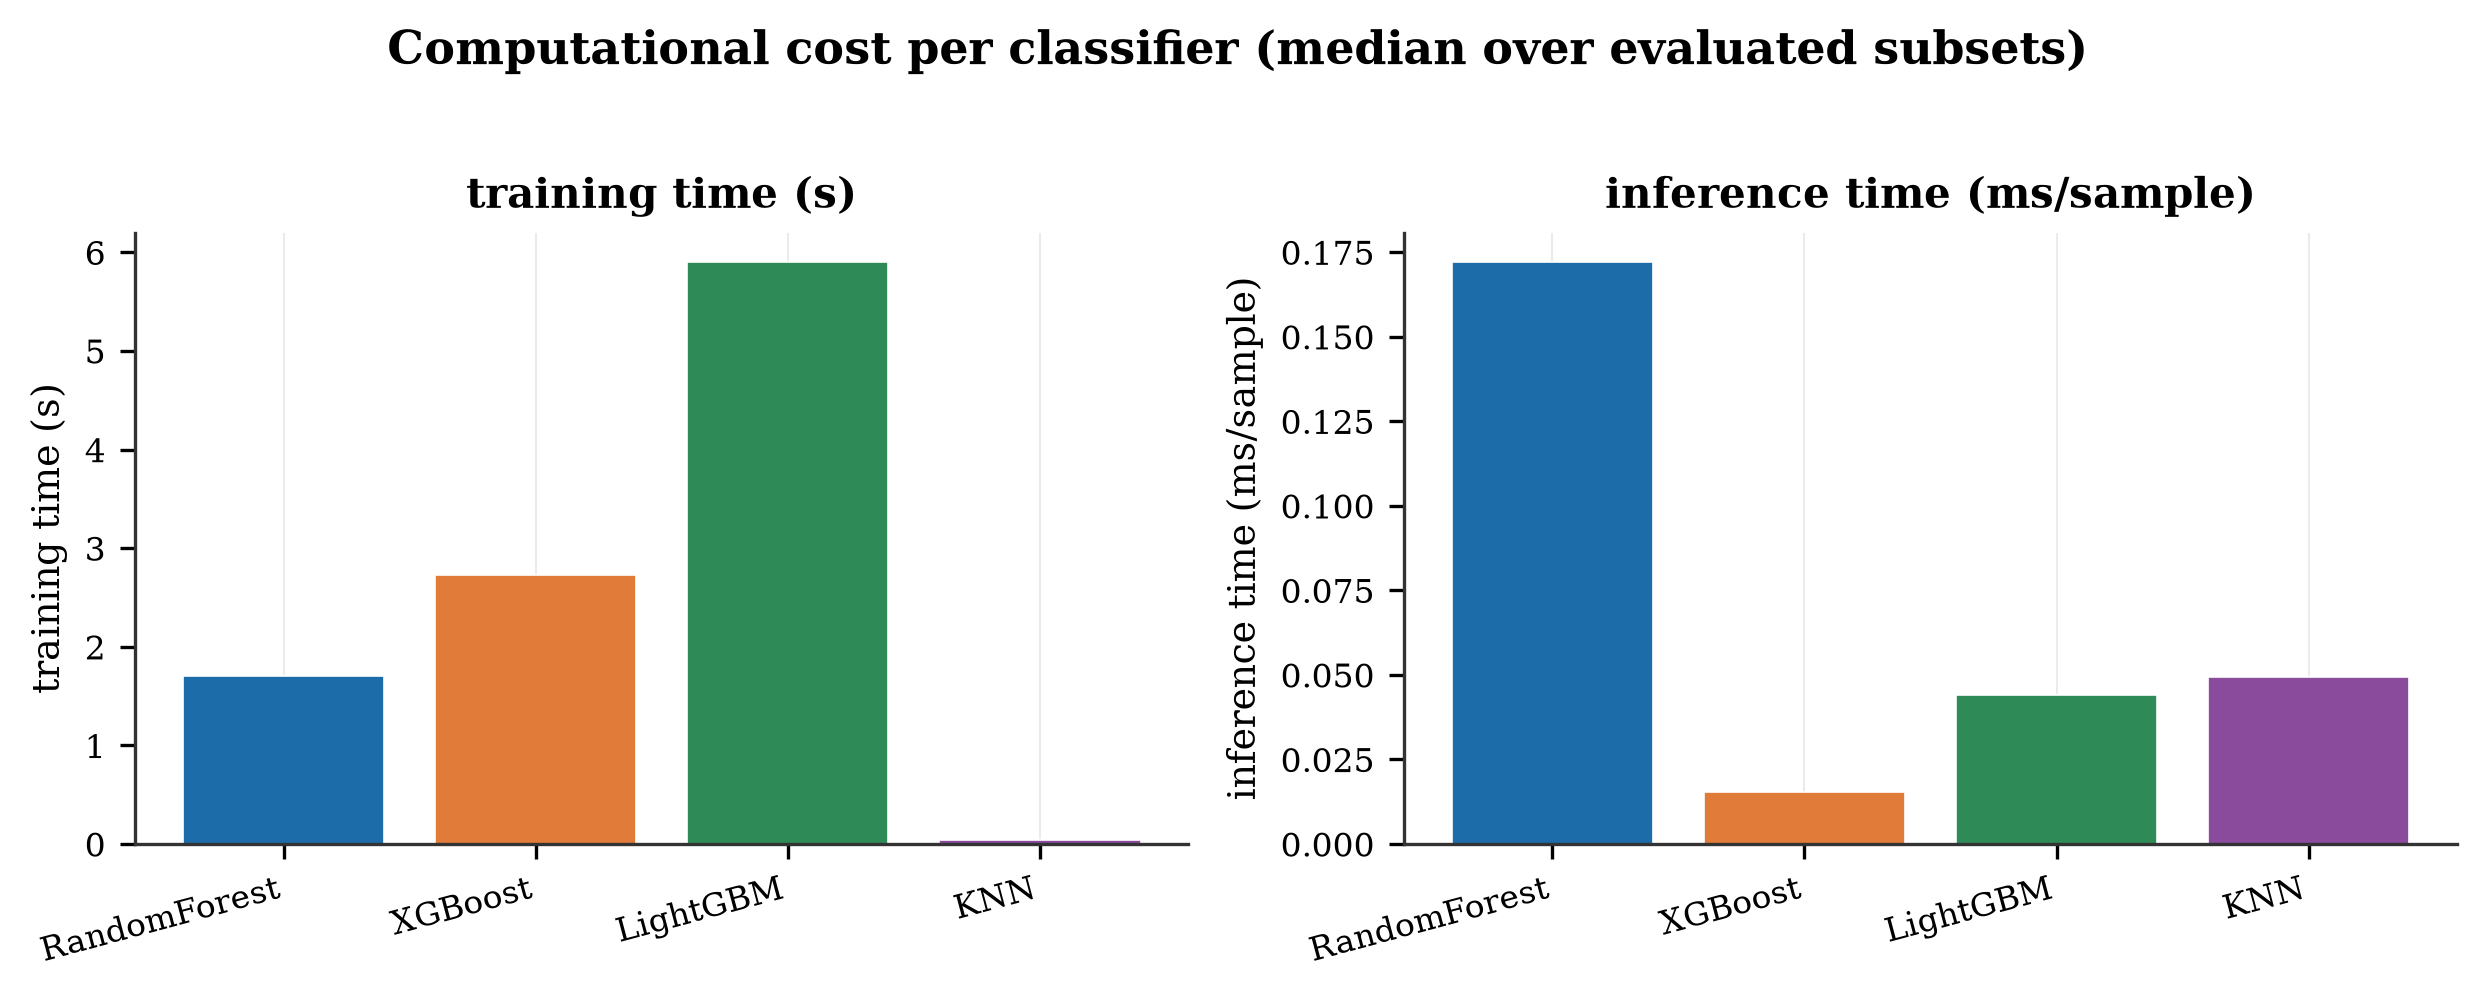 Computational cost per classifier (median over evaluated subsets)
training time (s)
training time (s)
6
5
4
3
2
1
0
RandomForest
XGBoost
LightGBM
KNN
inference time (ms/sample)
inference time (ms/sample)
0.175
0.150
0.125
0.100
0.075
0.050
0.025
0.000
RandomForest
XGBoost
LightGBM
KNN